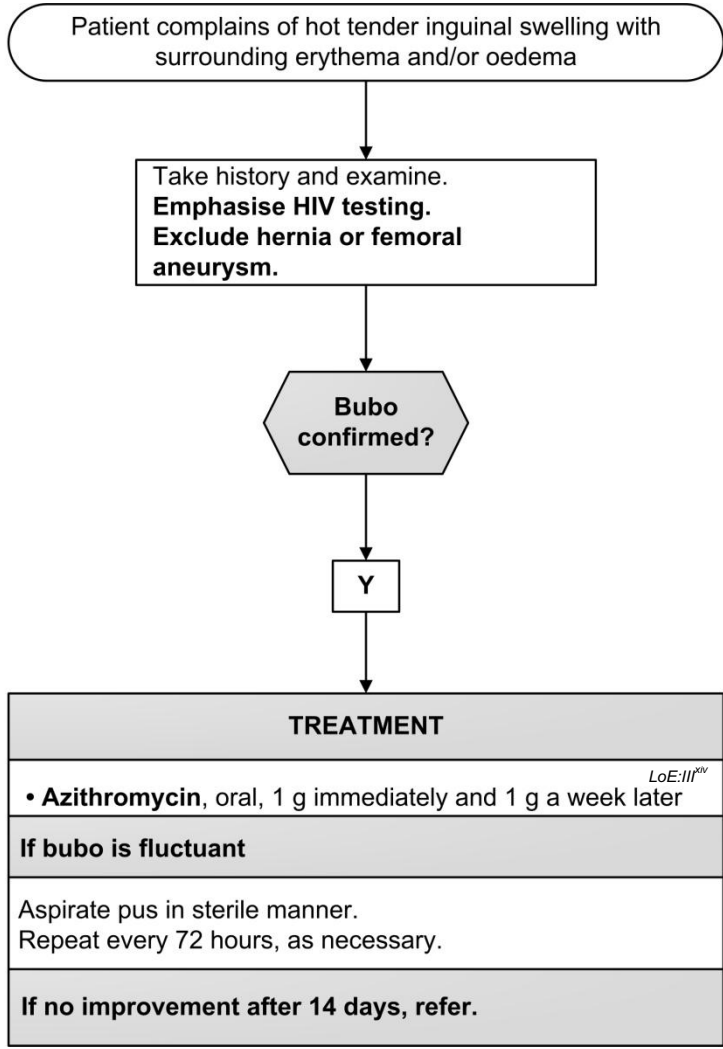 Patient complains of hot tender inguinal swelling with
surrounding erythema and/or oedema
Take history and examine.
Emphasise HIV testing.
Exclude hernia or femoral
aneurysm.
Bubo
confirmed?
Y
TREATMENT
LoE:III^xiv
• Azithromycin, oral, 1 g immediately and 1 g a week later
If bubo is fluctuant
Aspirate pus in sterile manner.
Repeat every 72 hours, as necessary.
If no improvement after 14 days, refer.